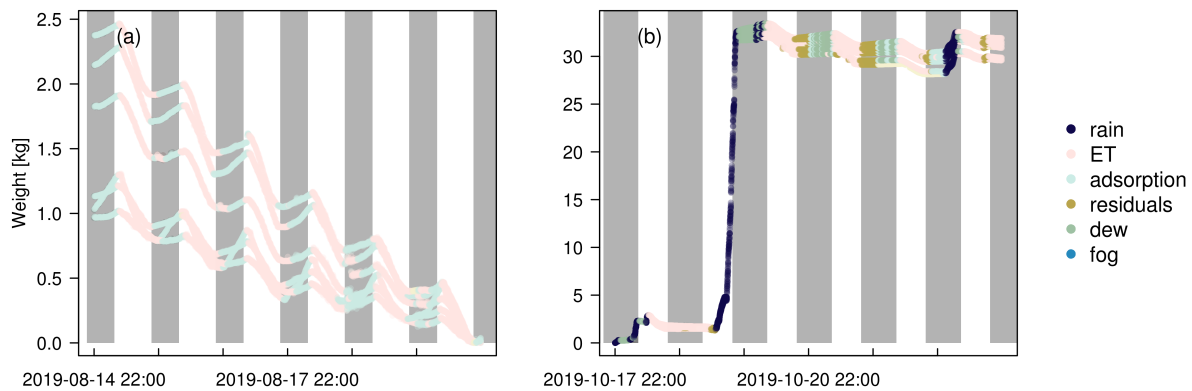 (a)
(b)
Weight [kg]
2.5
2.0
1.5
1.0
0.5
0.0
2019-08-14 22:00
2019-08-17 22:00
30
25
20
15
10
5
0
2019-10-17 22:00
2019-10-20 22:00
rain
ET
adsorption
residuals
dew
fog